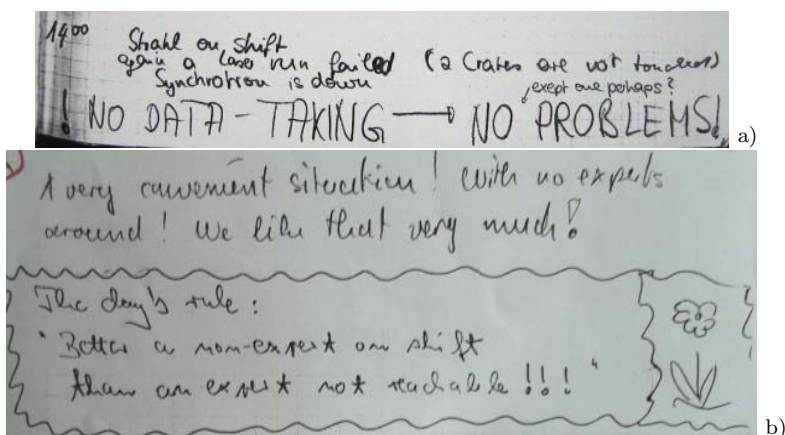 14⁰⁰
Strahl on, shift
again a laser run failed (2 Crates are not touched)
Synchrotron is down
, exept one perhaps?
! NO DATA-TAKING → NO PROBLEMS!
a)
A very convenient situation! With no experts
around! We like that very much!
The day's rule:
"Better a non-expert on shift
than an expert not reachable !!!"
b)